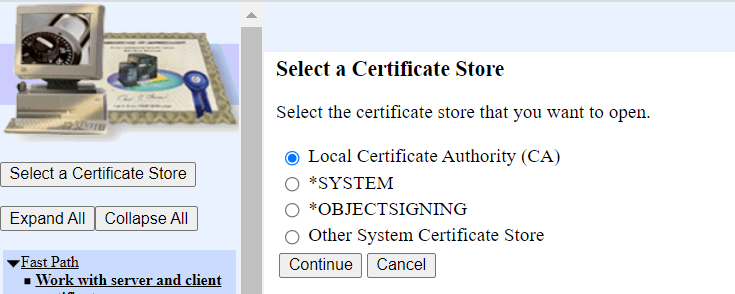 Select a Certificate Store
Expand All Collapse All
Fast Path
Work with server and client
Select a Certificate Store
Select the certificate store that you want to open.
Local Certificate Authority (CA)
*SYSTEM
*OBJECTSIGNING
Other System Certificate Store
Continue Cancel